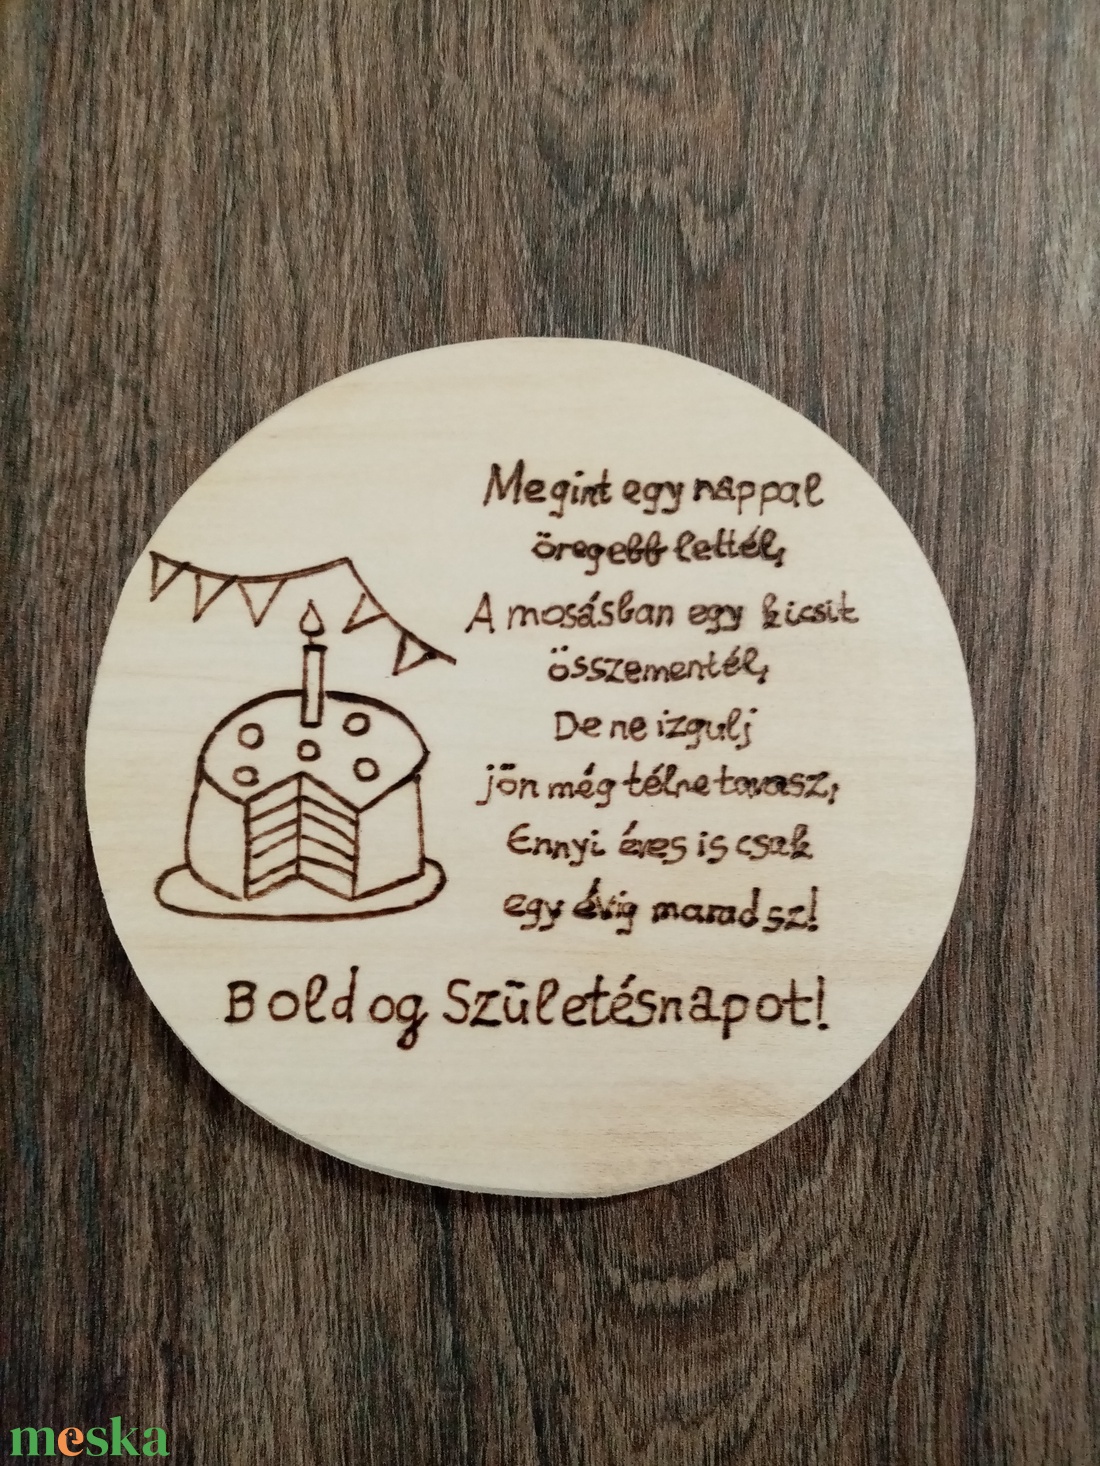 Megint egy nappal
öregebb lettél,
A mosásban egy kicsit
összementél,
De ne izgulj
jön még télre tavasz,
Ennyi éves is csak
egy évig maradsz!
Boldog Születésnapot!
meska